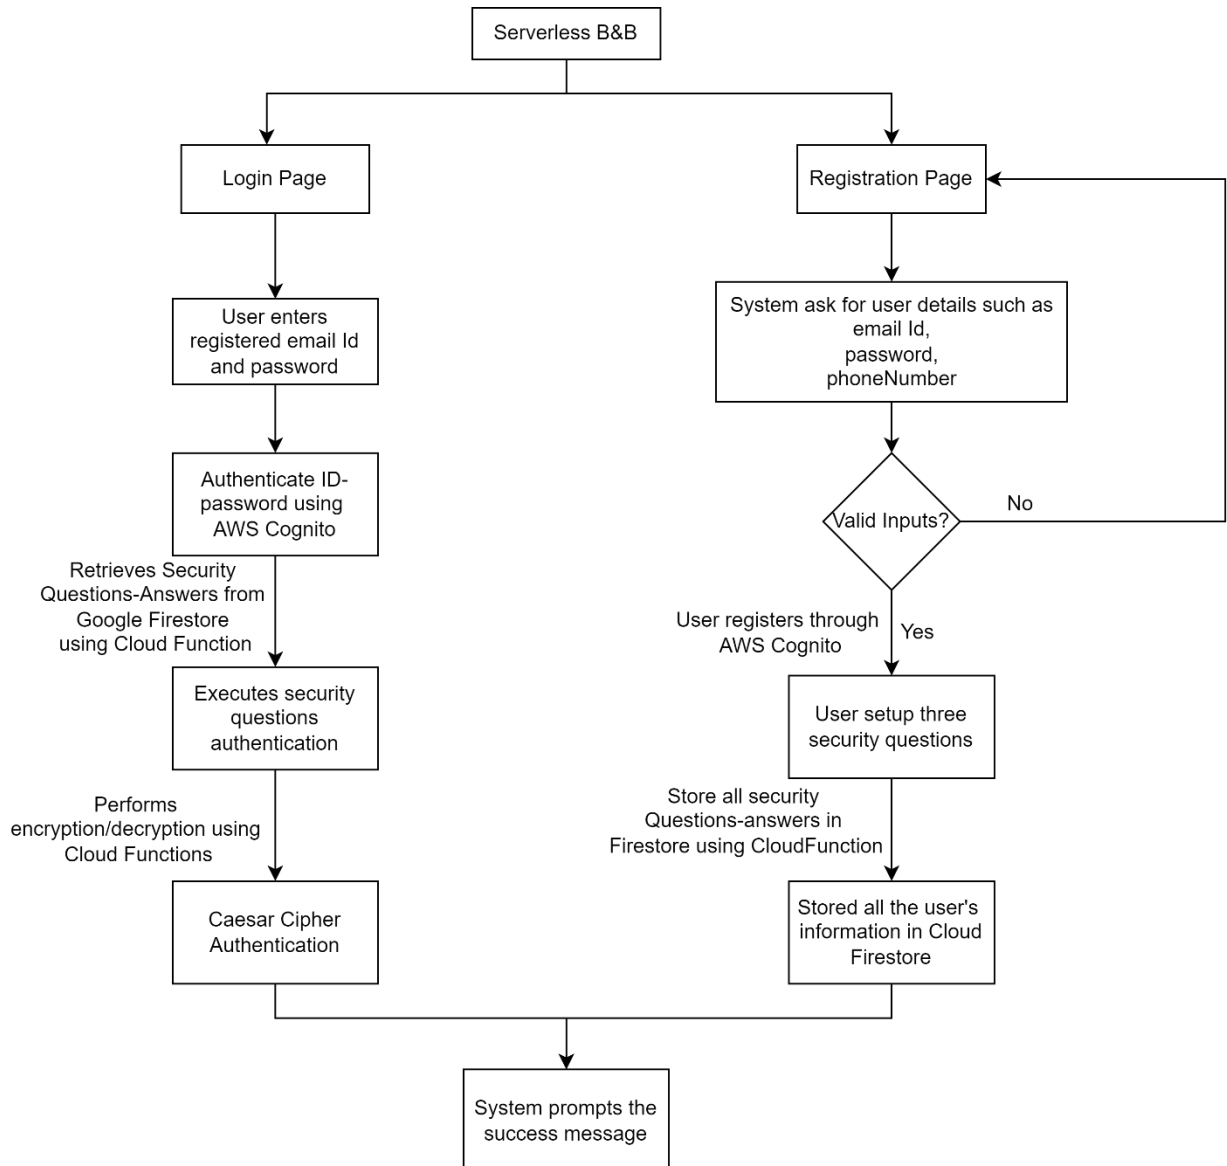 Serverless B&B
Login Page
Registration Page
User enters
registered email Id
and password
System ask for user details such as
email Id,
password,
phoneNumber
Authenticate ID-
password using
AWS Cognito
Valid Inputs?
No
Retrieves Security
Questions-Answers from
Google Firestore
using Cloud Function
User registers through
AWS Cognito
Yes
Executes security
questions
authentication
User setup three
security questions
Performs
encryption/decryption using
Cloud Functions
Store all security
Questions-answers in
Firestore using CloudFunction
Caesar Cipher
Authentication
Stored all the user's
information in Cloud
Firestore
System prompts the
success message